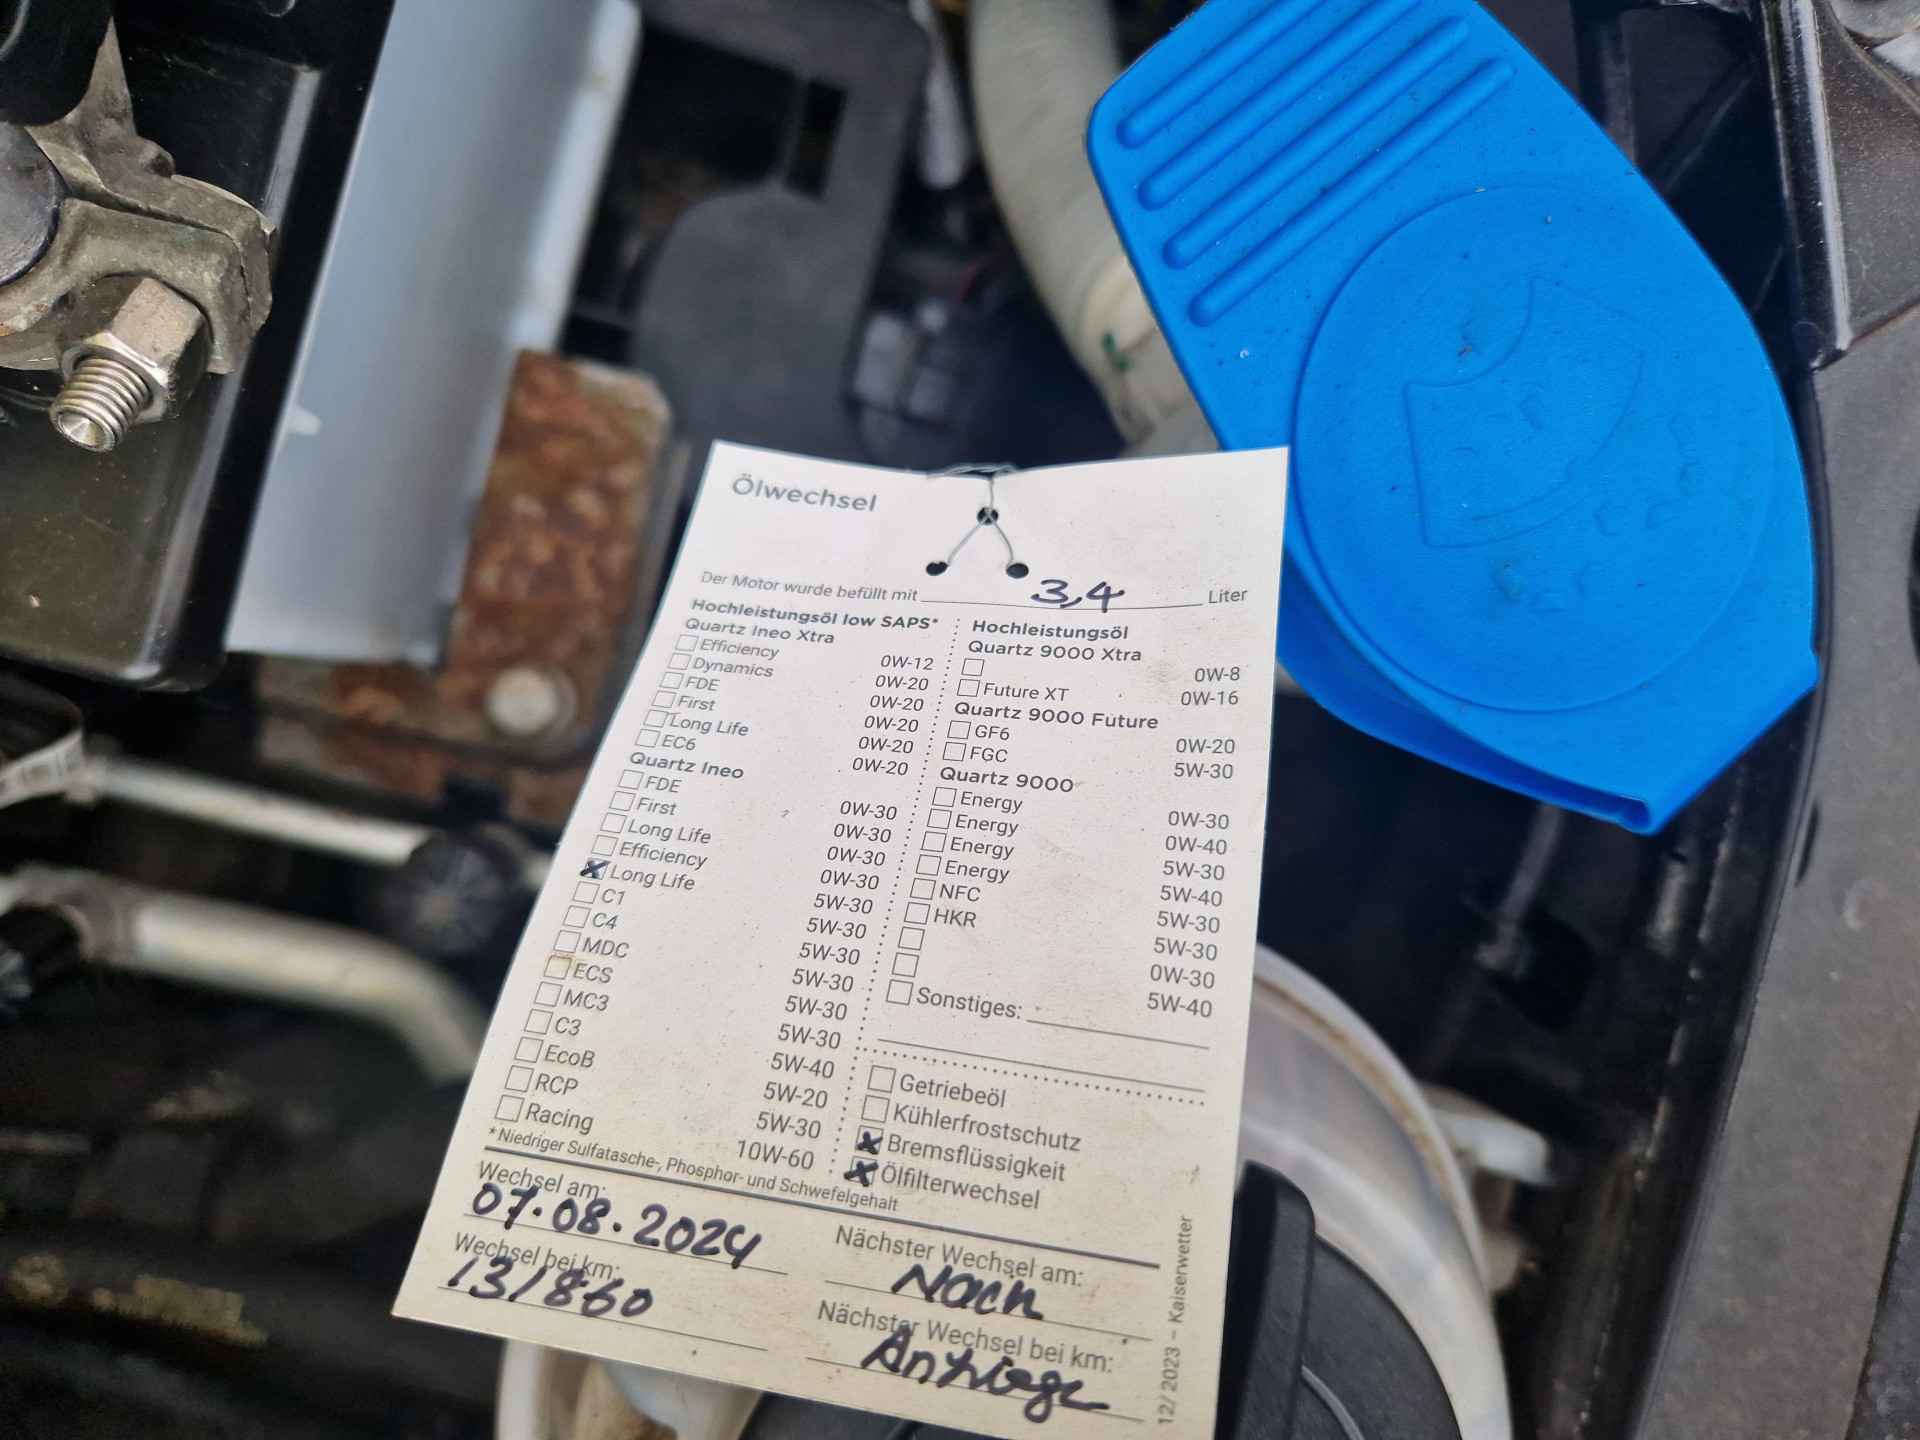 Ölwechsel
Der Motor wurde befüllt mit 3,4 Liter
Hochleistungsöl low SAPS*
Quartz Ineo Xtra
Efficiency 0W-12
Dynamics 0W-20
FDE 0W-20
First 0W-20
Long Life 0W-20
EC6 0W-20
Quartz Ineo
FDE 0W-30
First 0W-30
Long Life 0W-30
Efficiency 0W-30
Long Life 5W-30
C1 5W-30
C4 5W-30
MDC 5W-30
ECS 5W-30
MC3 5W-30
C3 5W-40
EcoB 5W-20
RCP 5W-30
Racing 10W-60
*Niedriger Sulfatasche-, Phosphor- und Schwefelgehalt
Hochleistungsöl
Quartz 9000 Xtra
0W-8
Future XT 0W-16
Quartz 9000 Future
GF6 0W-20
FGC 5W-30
Quartz 9000
Energy 0W-30
Energy 0W-40
Energy 5W-30
Energy 5W-40
NFC 5W-30
HKR 5W-30
0W-30
5W-40
Sonstiges:
Getriebeöl
Kühlerfrostschutz
Bremsflüssigkeit
Ölfilterwechsel
Wechsel am:
07.08.2024
Wechsel bei km:
131860
Nächster Wechsel am:
Nach
Nächster Wechsel bei km:
Anzeige
12/2023 – Kaiserwetter